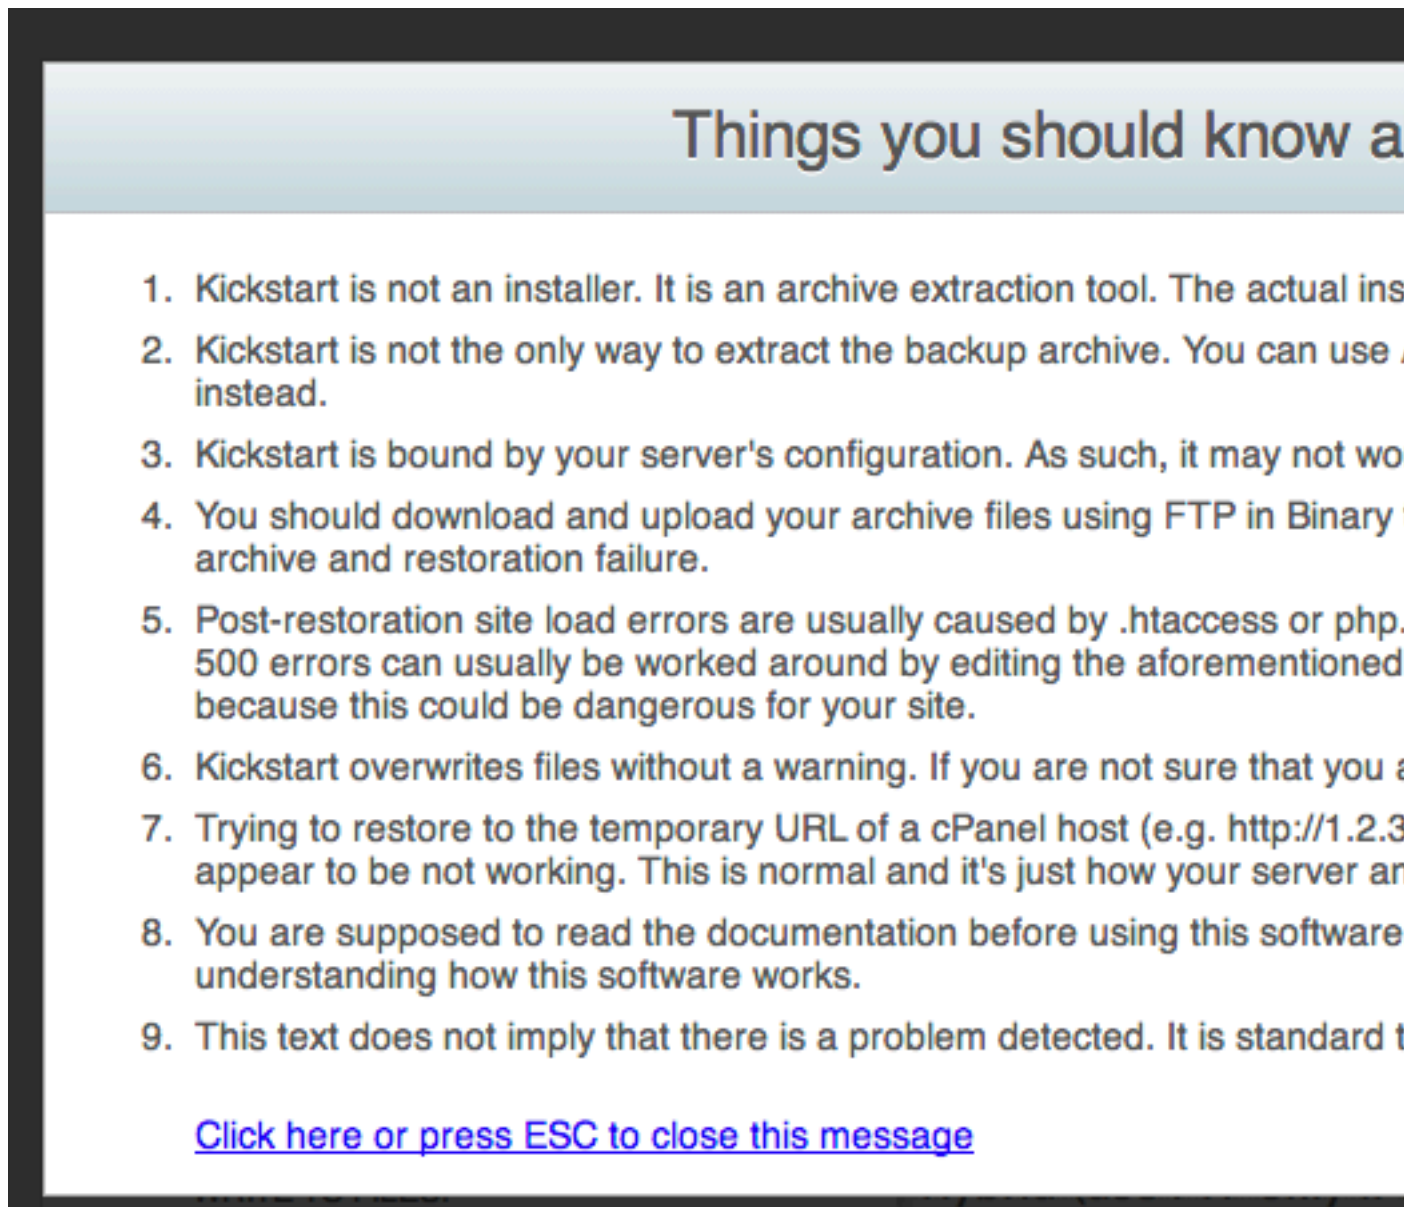 Things you should know a
1. Kickstart is not an installer. It is an archive extraction tool. The actual ins
2. Kickstart is not the only way to extract the backup archive. You can use
instead.
3. Kickstart is bound by your server's configuration. As such, it may not wo
4. You should download and upload your archive files using FTP in Binary
archive and restoration failure.
5. Post-restoration site load errors are usually caused by .htaccess or php.
500 errors can usually be worked around by editing the aforementioned
because this could be dangerous for your site.
6. Kickstart overwrites files without a warning. If you are not sure that you a
7. Trying to restore to the temporary URL of a cPanel host (e.g. http://1.2.3
appear to be not working. This is normal and it's just how your server an
8. You are supposed to read the documentation before using this software
understanding how this software works.
9. This text does not imply that there is a problem detected. It is standard t
Click here or press ESC to close this message